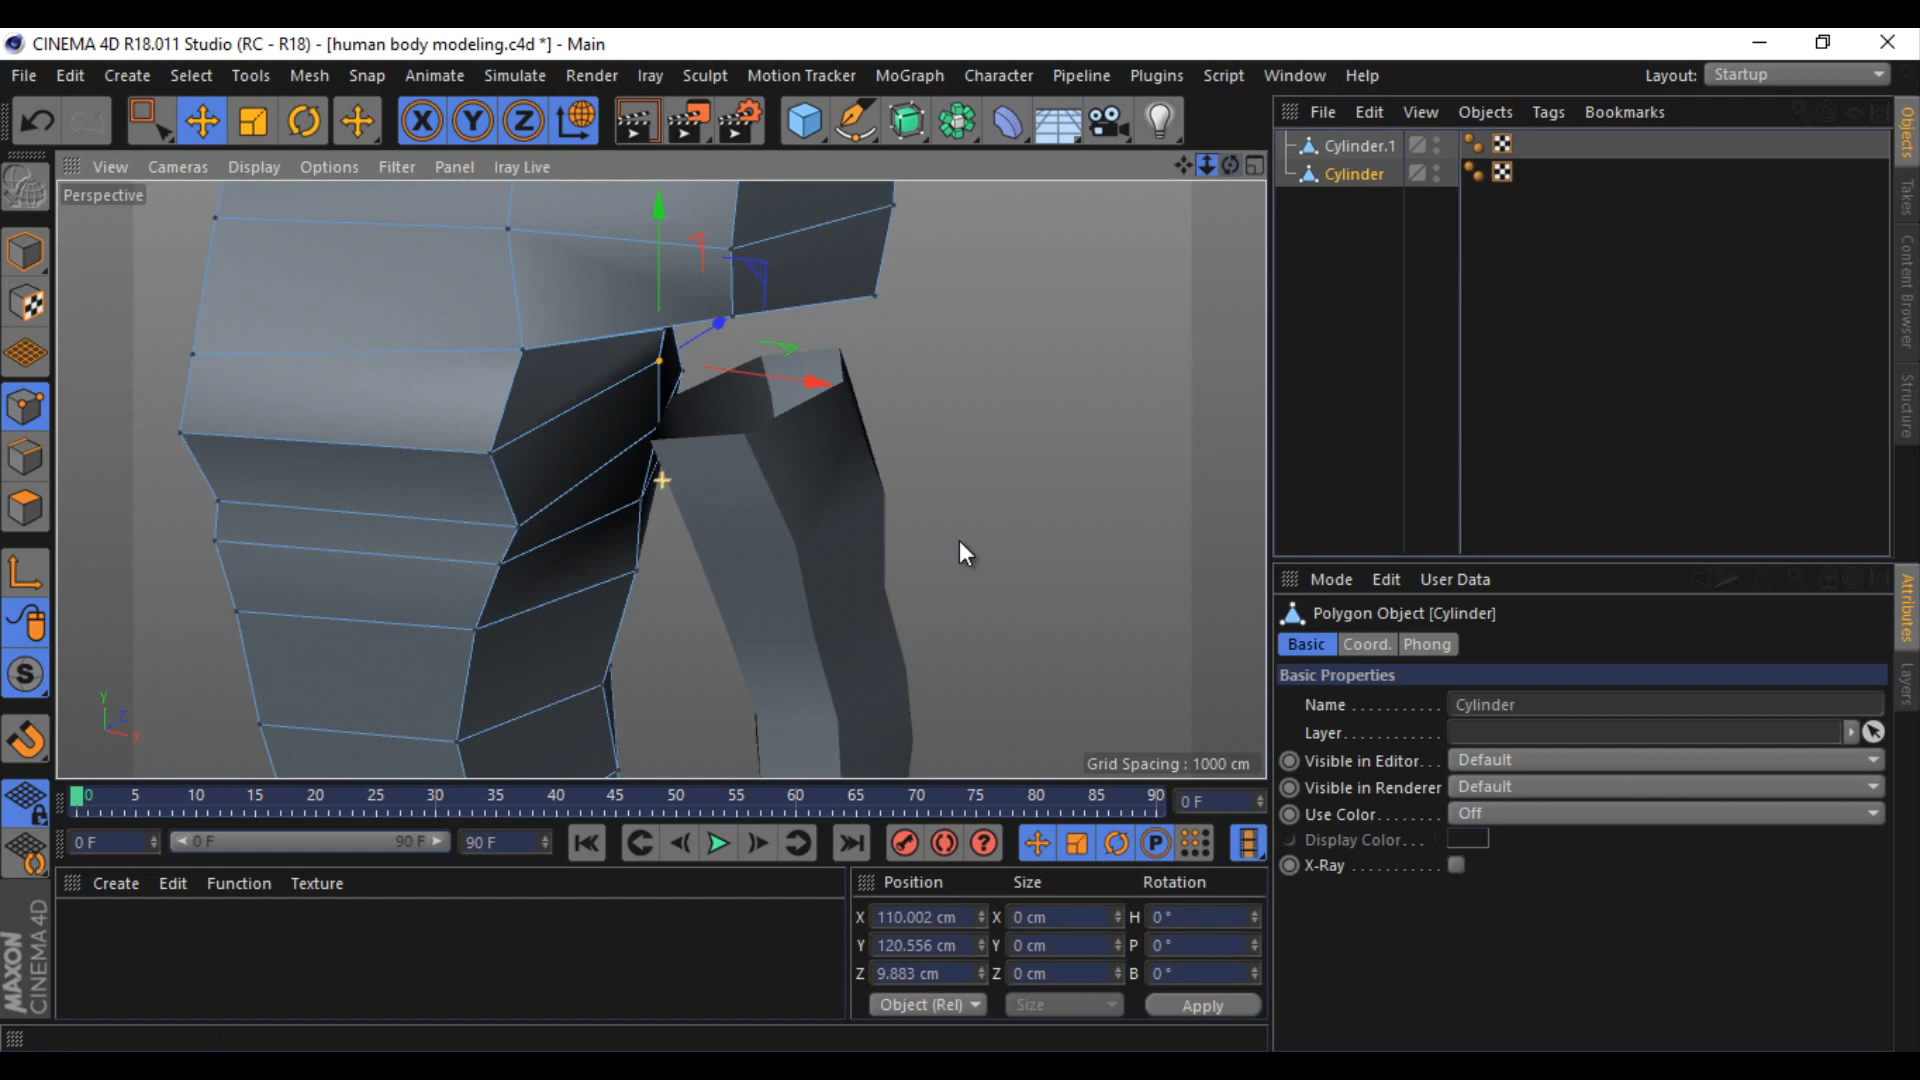 CINEMA 4D R18.011 Studio (RC - R18) - [human body modeling.c4d *] - Main
File Edit Create Select Tools Mesh Snap Animate Simulate Render Iray Sculpt Motion Tracker MoGraph Character Pipeline Plugins Script Window Help Layout: Startup
X Y Z
File Edit View Objects Tags Bookmarks
Objects
Takes
Content Browser
Structure
Cylinder.1
Cylinder
View Cameras Display Options Filter Panel Iray Live
Perspective
Y
Z
X
Grid Spacing : 1000 cm
Mode Edit User Data
Attributes
Layers
Polygon Object [Cylinder]
Basic Coord. Phong
Basic Properties
Name . . . . . . . . . . Cylinder
Layer. . . . . . . . . . .
Visible in Editor. . . Default
Visible in Renderer Default
Use Color. . . . . . . Off
Display Color. . .
X-Ray . . . . . . . . . .
0 5 10 15 20 25 30 35 40 45 50 55 60 65 70 75 80 85 90 0 F
0 F 0 F 90 F 90 F P
Create Edit Function Texture
Position Size Rotation
X 110.002 cm X 0 cm H 0 °
Y 120.556 cm Y 0 cm P 0 °
Z 9.883 cm Z 0 cm B 0 °
Object (Rel) Size Apply
MAXON
CINEMA 4D